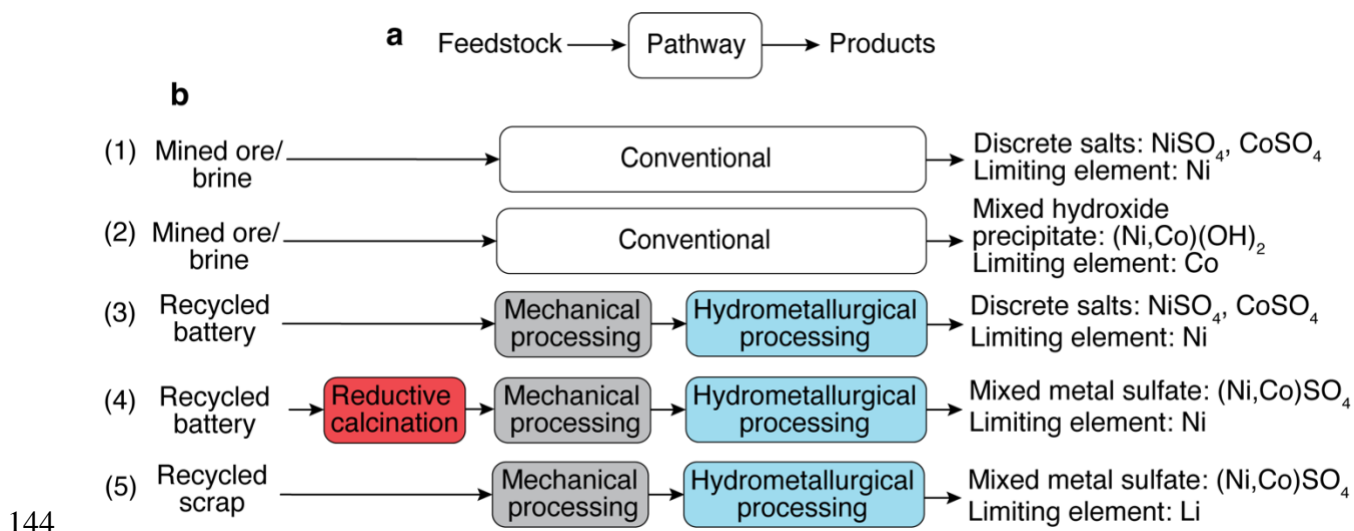 a Feedstock Pathway Products
b
(1) Mined ore/
brine
Conventional
Discrete salts: NiSO₄, CoSO₄
Limiting element: Ni
(2) Mined ore/
brine
Conventional
Mixed hydroxide
precipitate: (Ni,Co)(OH)₂
Limiting element: Co
(3) Recycled
battery
Mechanical
processing
Hydrometallurgical
processing
Discrete salts: NiSO₄, CoSO₄
Limiting element: Ni
(4) Recycled
battery
Reductive
calcination
Mechanical
processing
Hydrometallurgical
processing
Mixed metal sulfate: (Ni,Co)SO₄
Limiting element: Ni
(5) Recycled
scrap
Mechanical
processing
Hydrometallurgical
processing
Mixed metal sulfate: (Ni,Co)SO₄
Limiting element: Li
144